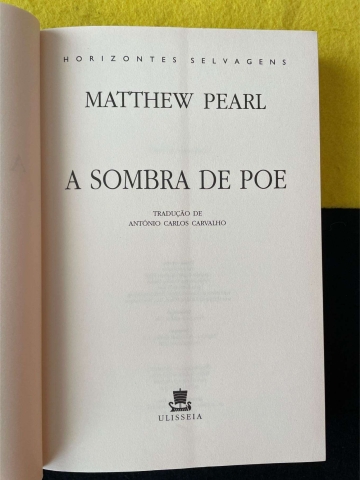 HORIZONTES SELVAGENS
MATTHEW PEARL
A SOMBRA DE POE
TRADUÇÃO DE
ANTÓNIO CARLOS CARVALHO
ULISSEIA